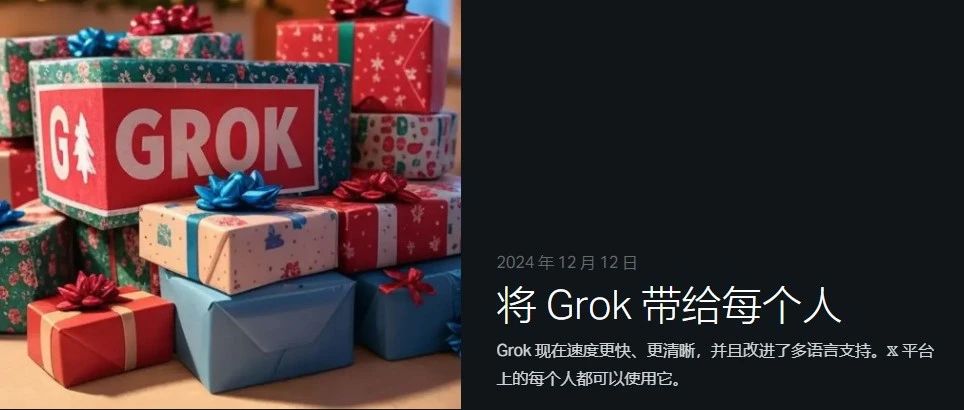 G GROK
2024 年 12 月 12 日
将 Grok 带给每个人
Grok 现在速度更快、更清晰，并且改进了多语言支持。𝕏 平台
上的每个人都可以使用它。